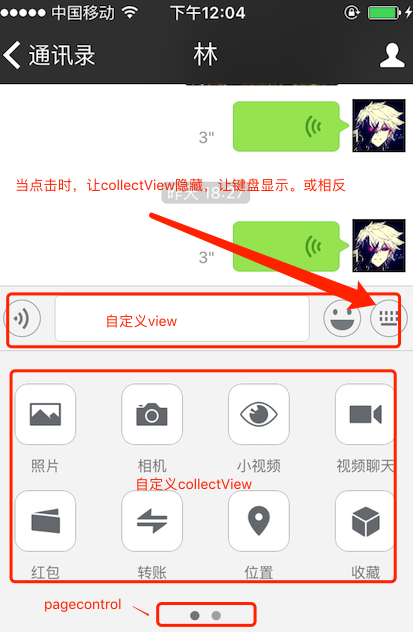 中国移动 下午12:04
通讯录 林
3"
当点击时，让collectView隐藏，让键盘显示。或相反
昨天 18:27
3"
自定义view
照片 相机 小视频 视频聊天
自定义collectView
红包 转账 位置 收藏
pagecontrol